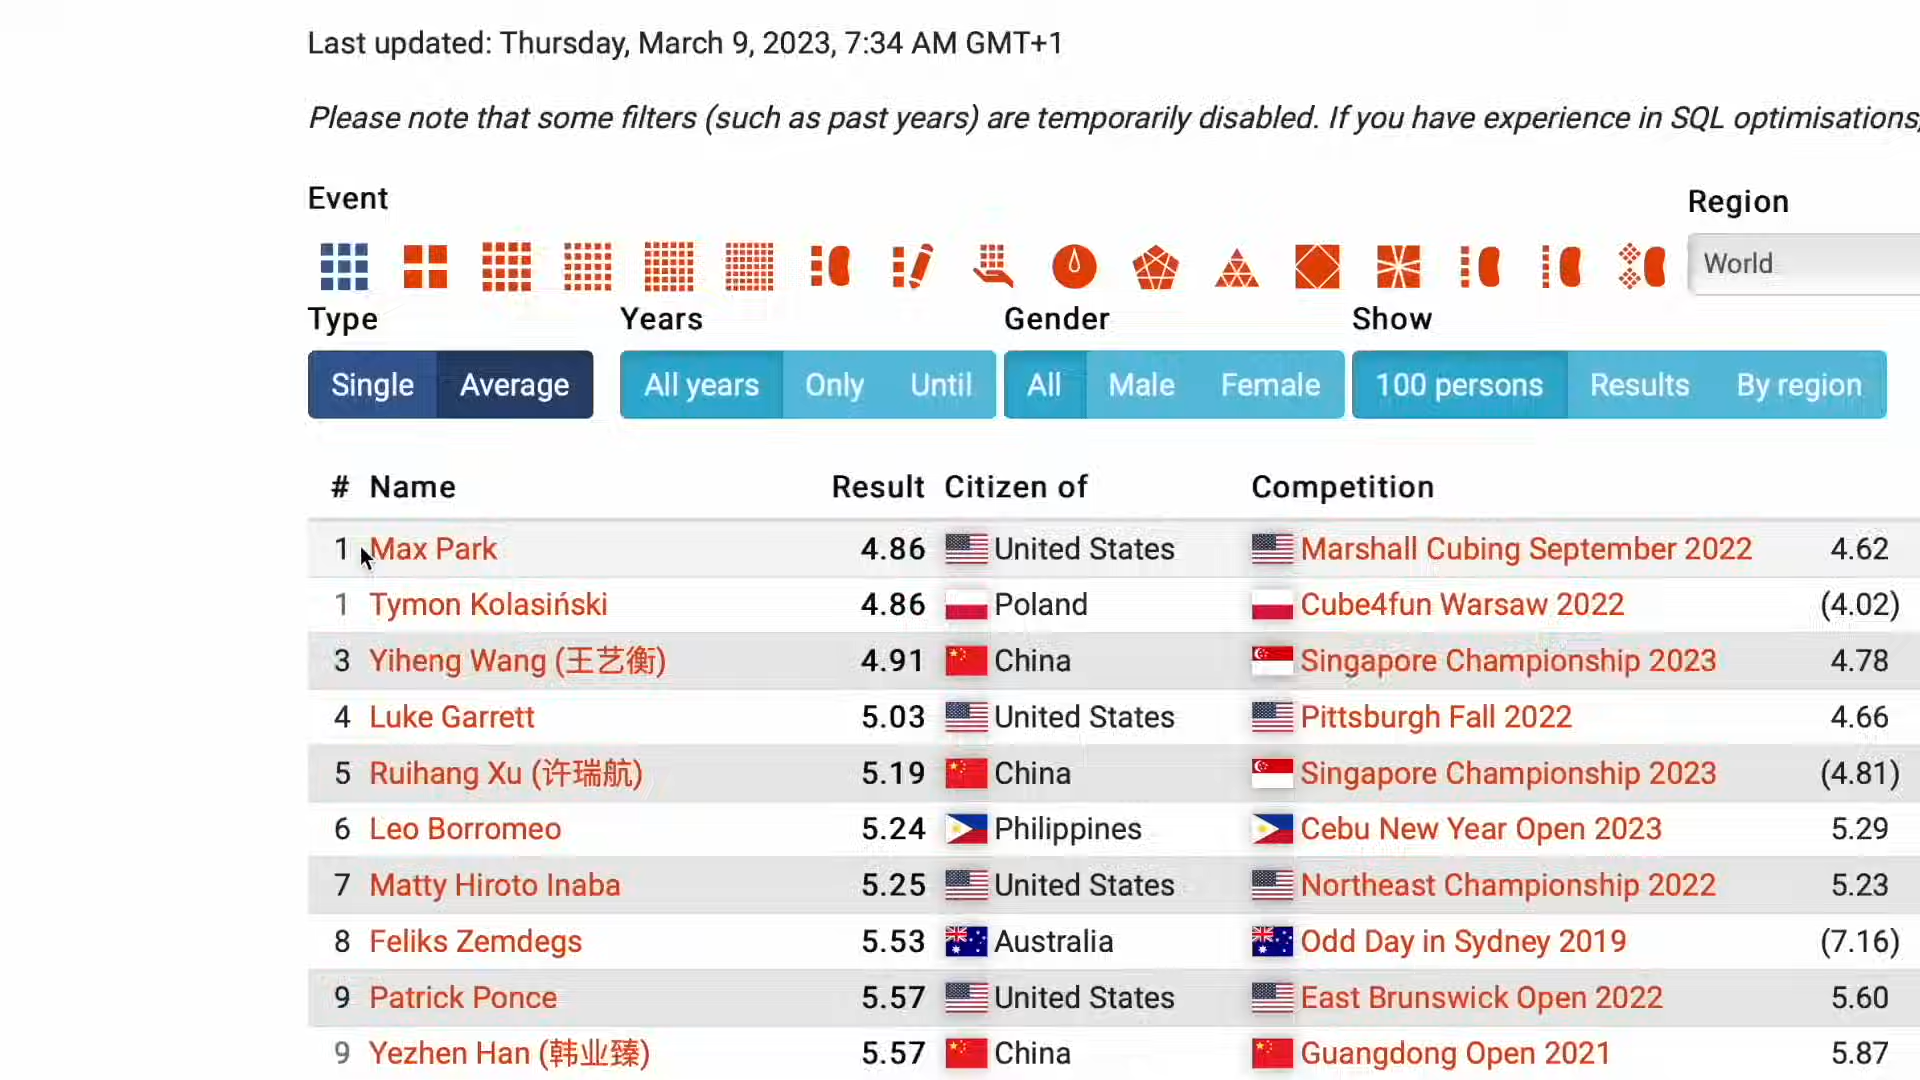 Last updated: Thursday, March 9, 2023, 7:34 AM GMT+1
Please note that some filters (such as past years) are temporarily disabled. If you have experience in SQL optimisations,
Event
Region
World
Type Years Gender Show
Single Average All years Only Until All Male Female 100 persons Results By region
# Name Result Citizen of Competition
1 Max Park 4.86 United States Marshall Cubing September 2022 4.62
1 Tymon Kolasiński 4.86 Poland Cube4fun Warsaw 2022 (4.02)
3 Yiheng Wang (王艺衡) 4.91 China Singapore Championship 2023 4.78
4 Luke Garrett 5.03 United States Pittsburgh Fall 2022 4.66
5 Ruihang Xu (许瑞航) 5.19 China Singapore Championship 2023 (4.81)
6 Leo Borromeo 5.24 Philippines Cebu New Year Open 2023 5.29
7 Matty Hiroto Inaba 5.25 United States Northeast Championship 2022 5.23
8 Feliks Zemdegs 5.53 Australia Odd Day in Sydney 2019 (7.16)
9 Patrick Ponce 5.57 United States East Brunswick Open 2022 5.60
9 Yezhen Han (韩业臻) 5.57 China Guangdong Open 2021 5.87